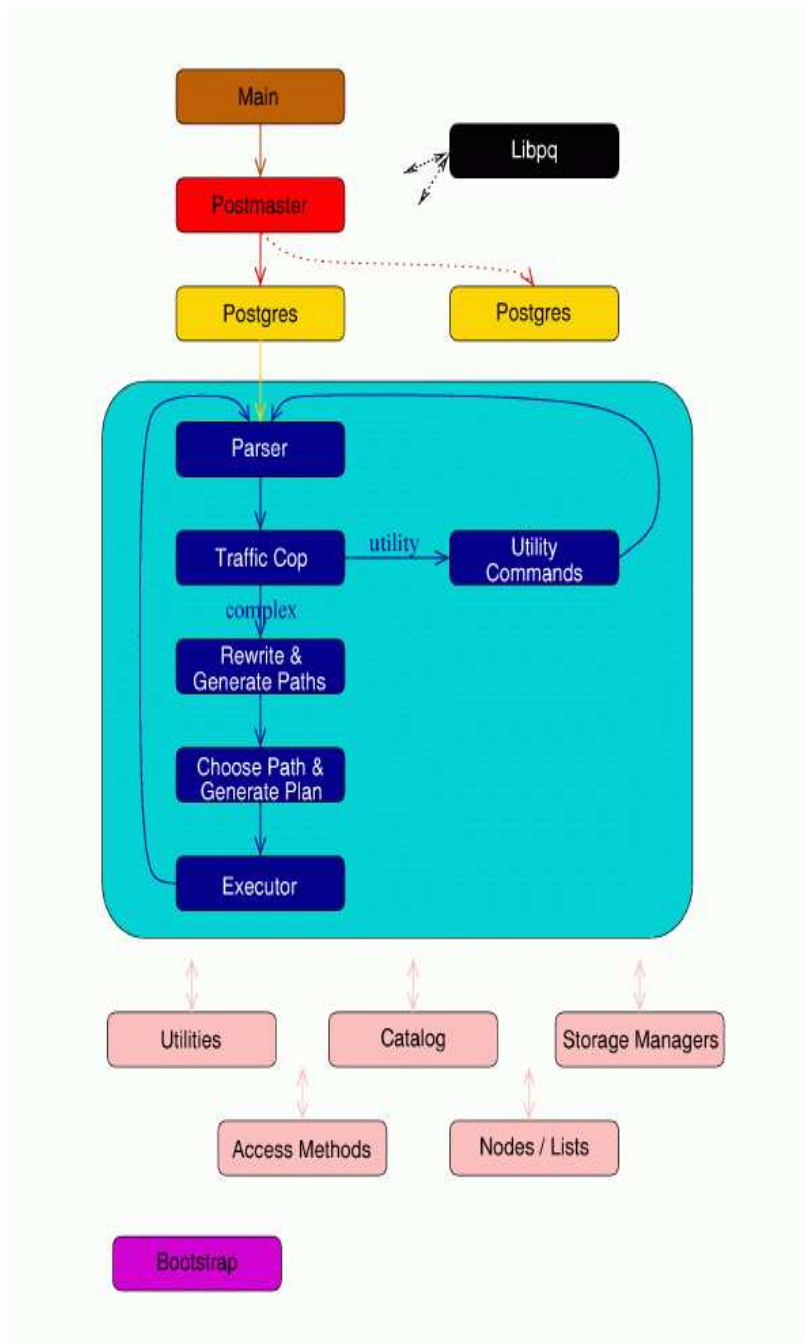 Main
Libpq
Postmaster
Postgres
Postgres
Parser
Traffic Cop
utility
Utility
Commands
complex
Rewrite &
Generate Paths
Choose Path &
Generate Plan
Executor
Utilities
Catalog
Storage Managers
Access Methods
Nodes / Lists
Bootstrap